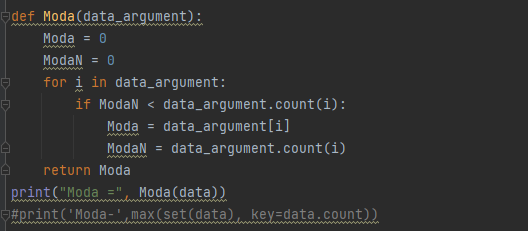 def Moda(data_argument):
    Moda = 0
    ModaN = 0
    for i in data_argument:
        if ModaN < data_argument.count(i):
            Moda = data_argument[i]
            ModaN = data_argument.count(i)
    return Moda
print("Moda =", Moda(data))
#print('Moda-',max(set(data), key=data.count))